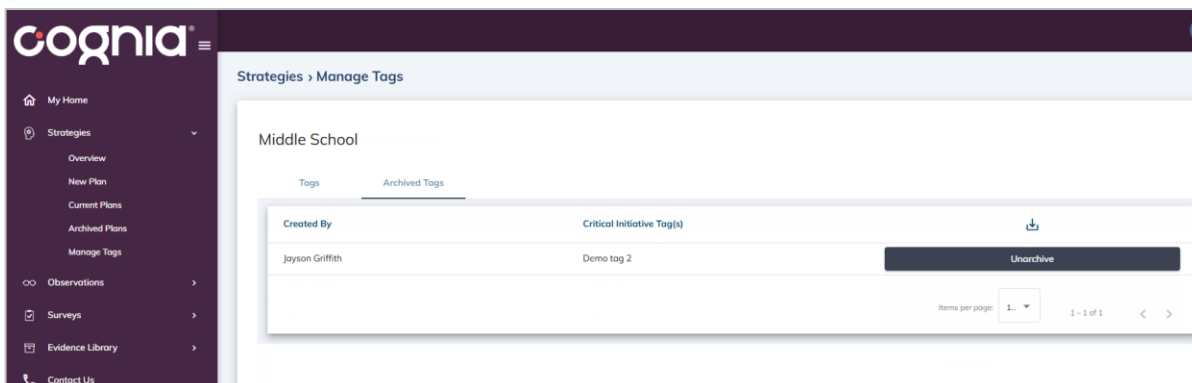 cognia®
Strategies › Manage Tags
My Home
Strategies
Overview
New Plan
Current Plans
Archived Plans
Manage Tags
Observations
Surveys
Evidence Library
Contact Us
Middle School
Tags Archived Tags
Created By Critical Initiative Tag(s)
Jayson Griffith Demo tag 2 Unarchive
Items per page: 1... 1 – 1 of 1